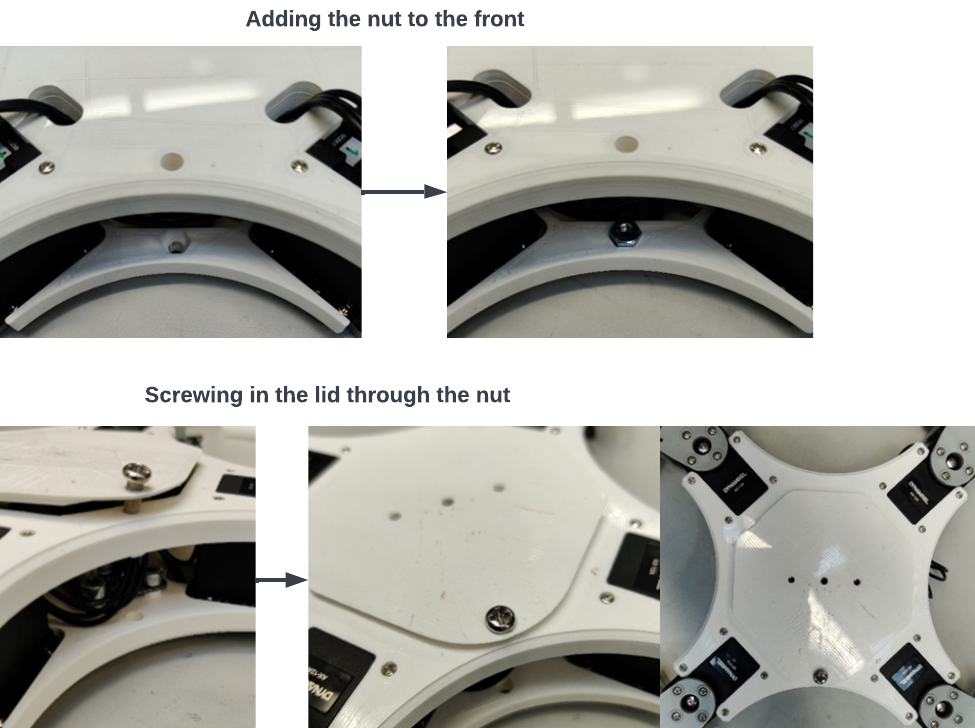 Adding the nut to the front
Screwing in the lid through the nut